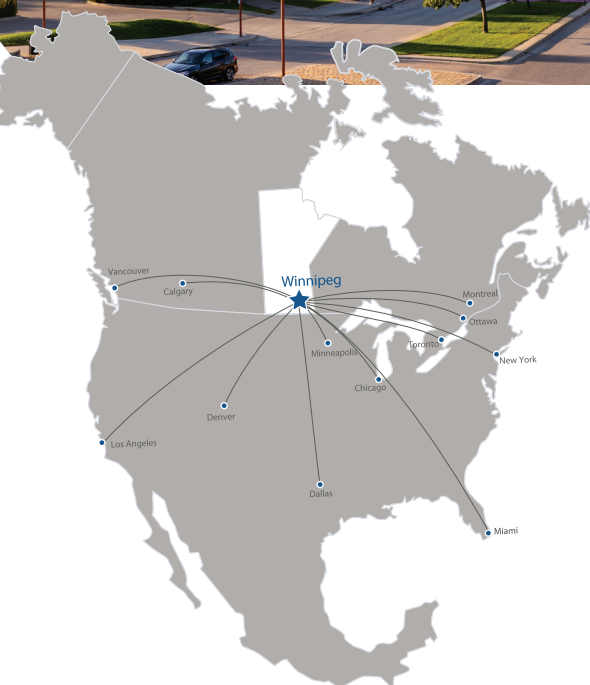 Vancouver
Calgary
Winnipeg
Montreal
Ottawa
Toronto
New York
Minneapolis
Chicago
Denver
Los Angeles
Dallas
Miami